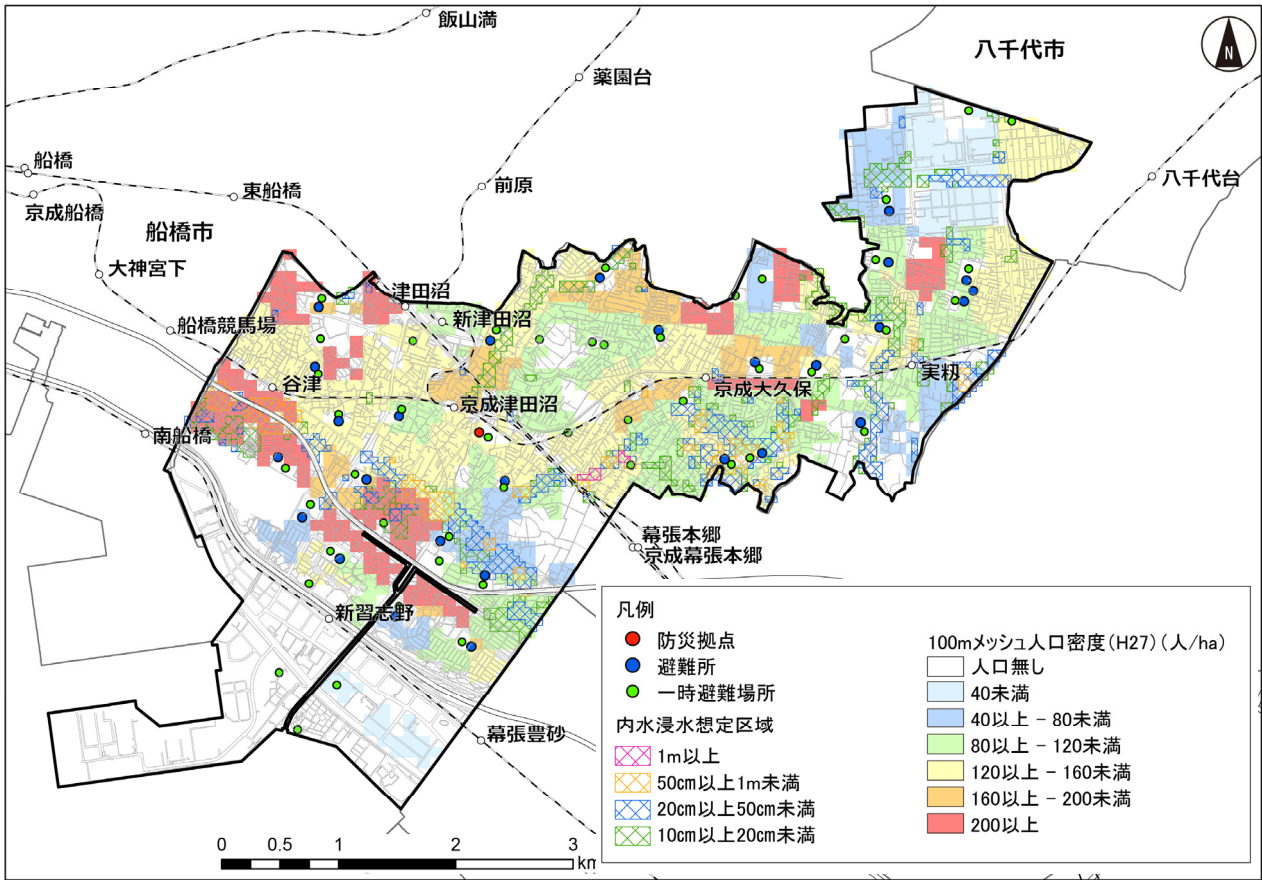 飯山満
八千代市
N
薬園台
船橋
東船橋
前原
八千代台
京成船橋
船橋市
大神宮下
津田沼
新津田沼
船橋競馬場
谷津
実籾
京成大久保
京成津田沼
南船橋
幕張本郷
京成幕張本郷
新習志野
幕張豊砂
凡例
防災拠点
避難所
一時避難場所
内水浸水想定区域
1m以上
50cm以上1m未満
20cm以上50cm未満
10cm以上20cm未満
100mメッシュ人口密度(H27)(人/ha)
人口無し
40未満
40以上 - 80未満
80以上 - 120未満
120以上 - 160未満
160以上 - 200未満
200以上
0 0.5 1 2 3
km